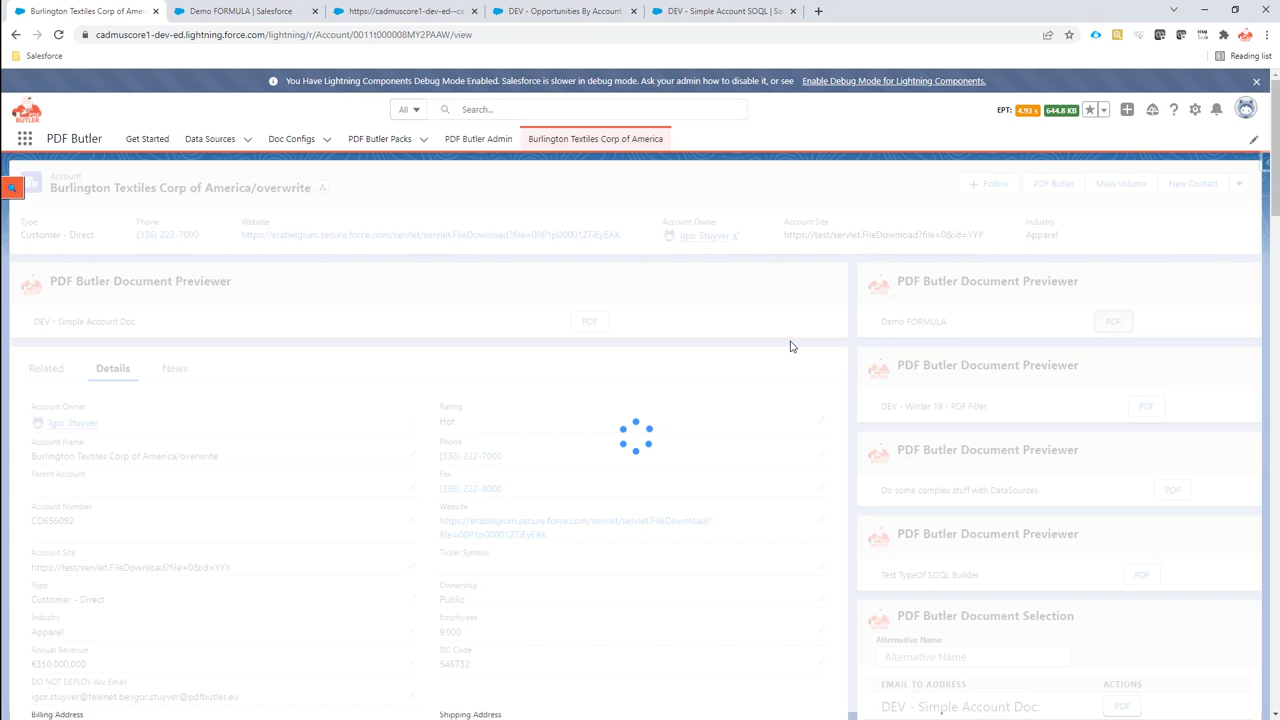 Burlington Textiles Corp of Ameri
Demo FORMULA | Salesforce
https://cadmuscore1-dev-ed--ca
DEV - Opportunities By Account
DEV - Simple Account SOQL | Sal
cadmuscore1-dev-ed.lightning.force.com/lightning/r/Account/0011t000008MY2PAAW/view
Salesforce
Reading list
You Have Lightning Components Debug Mode Enabled. Salesforce is slower in debug mode. Ask your admin how to disable it, or see Enable Debug Mode for Lightning Components.
PDF BUTLER
All
Search...
EPT: 4.93 s 644.8 KB
PDF Butler
Get Started
Data Sources
Doc Configs
PDF Butler Packs
PDF Butler Admin
Burlington Textiles Corp of America
Account
Burlington Textiles Corp of America/overwrite
Follow
PDF Butler
Mass Volume
New Contact
Type
Customer - Direct
Phone
(336) 222-7000
Website
https://erabelgium.secure.force.com/servlet/servlet.FileDownload?file=00P1p000012TiEyEAK
Account Owner
Igor Stuyver
Account Site
https://test/servlet.FileDownload?file=0&id=YYY
Industry
Apparel
PDF Butler Document Previewer
DEV - Simple Account Doc
PDF
PDF Butler Document Previewer
Demo FORMULA
PDF
Related
Details
News
PDF Butler Document Previewer
DEV - Winter 19 - PDF Filler
PDF
Account Owner
Igor Stuyver
Rating
Hot
Account Name
Burlington Textiles Corp of America/overwrite
Phone
(336) 222-7000
Parent Account
Fax
(336) 222-8000
PDF Butler Document Previewer
Do some complex stuff with DataSources
PDF
Account Number
CD656092
Website
https://erabelgium.secure.force.com/servlet/servlet.FileDownload?
file=00P1p000012TiEyEAK
Account Site
https://test/servlet.FileDownload?file=0&id=YYY
Ticker Symbol
PDF Butler Document Previewer
Test TypeOf SOQL Builder
PDF
Type
Customer - Direct
Ownership
Public
Industry
Apparel
Employees
9000
PDF Butler Document Selection
Alternative Name
Alternative Name
Annual Revenue
€350,000,000
SIC Code
546732
DO NOT DEPLOY Acc Email
igor.stuyver@telenet.be;igor.stuyver@pdfbutler.eu
EMAIL TO ADDRESS
ACTIONS
DEV - Simple Account Doc:
PDF
Billing Address
Shipping Address